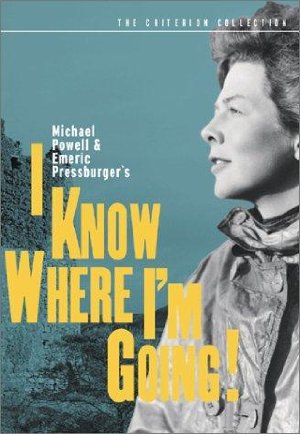 THE CRITERION COLLECTION
Michael
Powell &
Emeric
Pressburger's
I
KNOW
WHERE I'M
GOING!